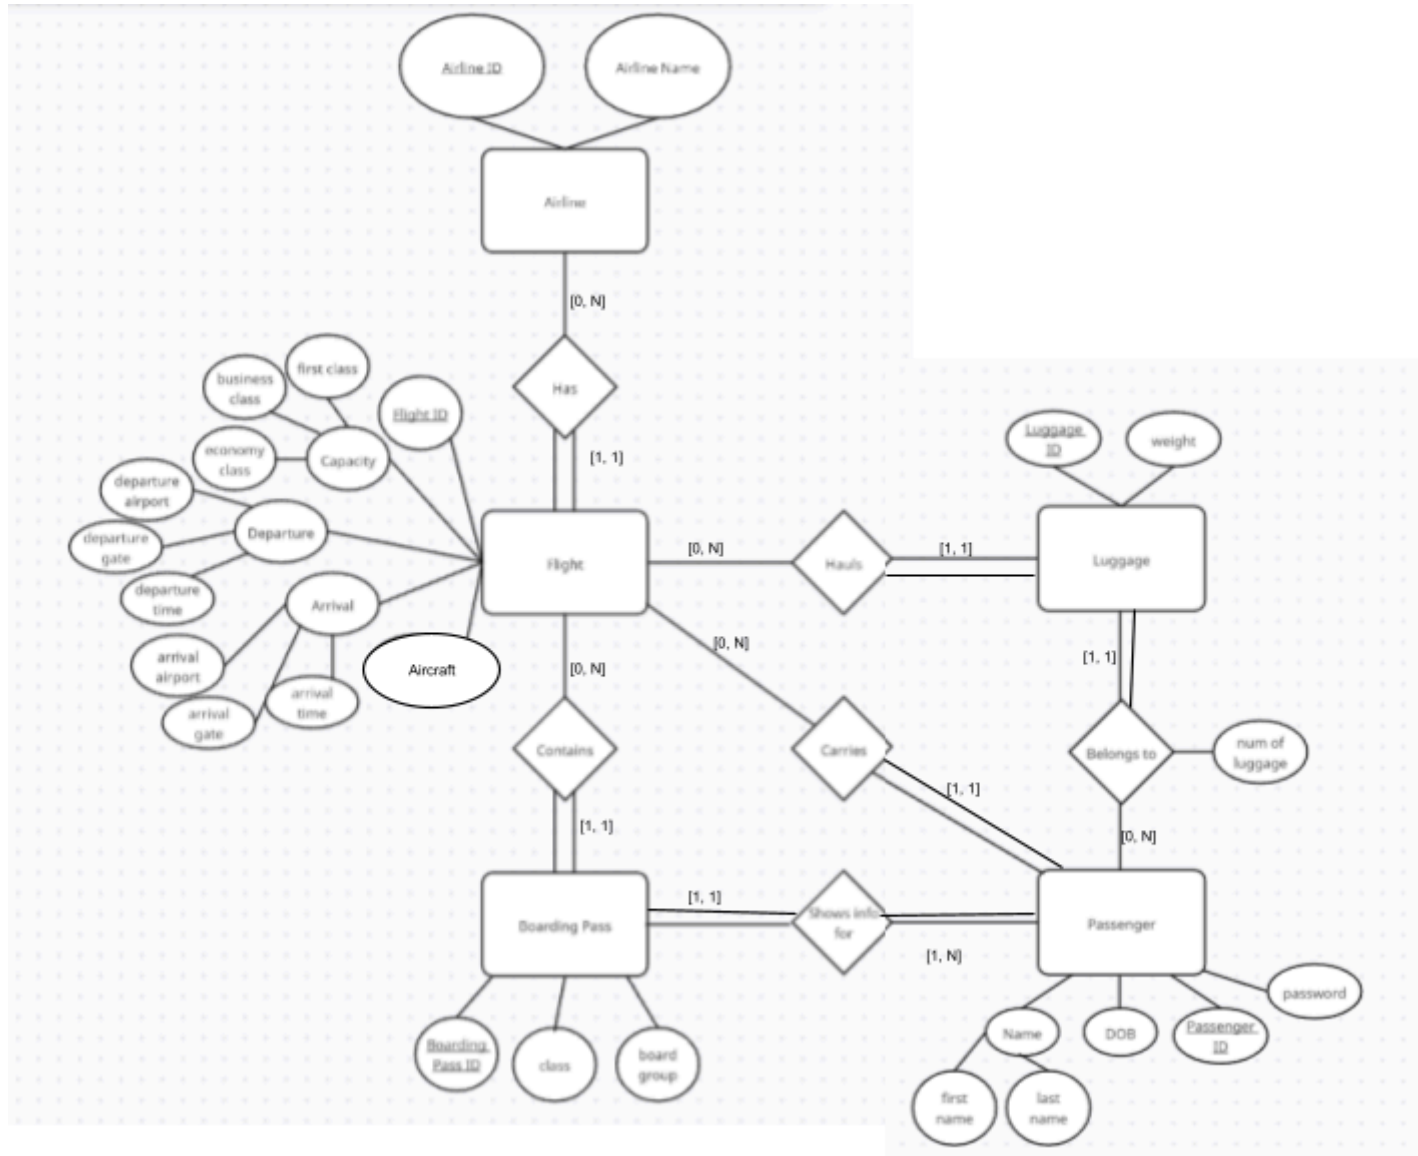 Airline ID
Airline Name
Airline
[0, N]
Has
[1, 1]
business
class
first class
Flight ID
economy
class
Capacity
departure
airport
Departure
departure
gate
departure
time
Arrival
arrival
airport
arrival
gate
arrival
time
Aircraft
Flight
[0, N]
Hauls
[1, 1]
Luggage
ID
weight
Luggage
[0, N]
Contains
[1, 1]
[0, N]
Carries
[1, 1]
[1, 1]
Belongs to
num of
luggage
[0, N]
Boarding Pass
[1, 1]
Shows info
for
[1, N]
Passenger
Boarding
Pass ID
class
board
group
Name
DOB
Passenger
ID
password
first
name
last
name